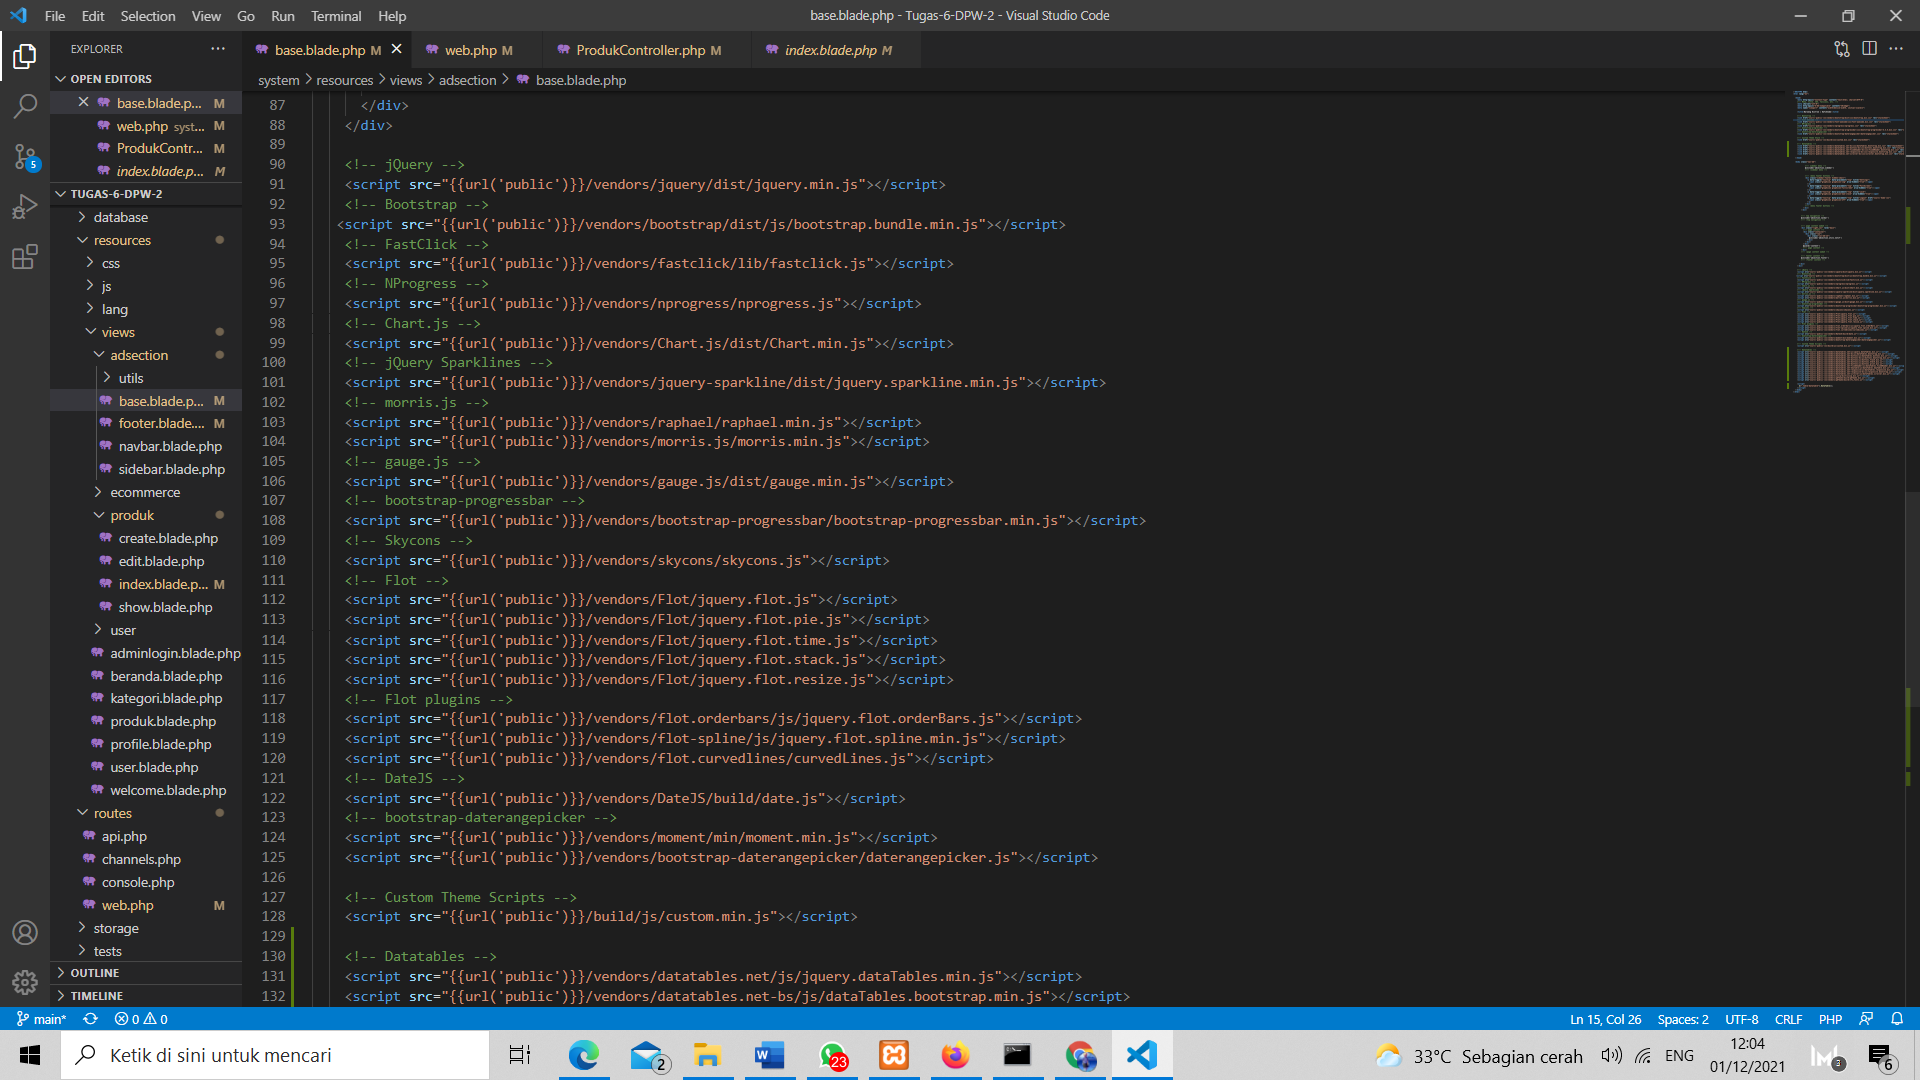 File Edit Selection View Go Run Terminal Help
base.blade.php - Tugas-6-DPW-2 - Visual Studio Code
EXPLORER
base.blade.php M
web.php M
ProdukController.php M
index.blade.php M
system > resources > views > adsection > base.blade.php
OPEN EDITORS
base.blade.p... M
web.php syst... M
ProdukContr... M
index.blade.p... M
TUGAS-6-DPW-2
database
resources
css
js
lang
views
adsection
utils
base.blade.p... M
footer.blade.... M
navbar.blade.php
sidebar.blade.php
ecommerce
produk
create.blade.php
edit.blade.php
index.blade.p... M
show.blade.php
user
adminlogin.blade.php
beranda.blade.php
kategori.blade.php
produk.blade.php
profile.blade.php
user.blade.php
welcome.blade.php
routes
api.php
channels.php
console.php
web.php M
storage
tests
OUTLINE
TIMELINE
5
87 </div>
88 </div>
89
90 <!-- jQuery -->
91 <script src="{{url('public')}}/vendors/jquery/dist/jquery.min.js"></script>
92 <!-- Bootstrap -->
93 <script src="{{url('public')}}/vendors/bootstrap/dist/js/bootstrap.bundle.min.js"></script>
94 <!-- FastClick -->
95 <script src="{{url('public')}}/vendors/fastclick/lib/fastclick.js"></script>
96 <!-- NProgress -->
97 <script src="{{url('public')}}/vendors/nprogress/nprogress.js"></script>
98 <!-- Chart.js -->
99 <script src="{{url('public')}}/vendors/Chart.js/dist/Chart.min.js"></script>
100 <!-- jQuery Sparklines -->
101 <script src="{{url('public')}}/vendors/jquery-sparkline/dist/jquery.sparkline.min.js"></script>
102 <!-- morris.js -->
103 <script src="{{url('public')}}/vendors/raphael/raphael.min.js"></script>
104 <script src="{{url('public')}}/vendors/morris.js/morris.min.js"></script>
105 <!-- gauge.js -->
106 <script src="{{url('public')}}/vendors/gauge.js/dist/gauge.min.js"></script>
107 <!-- bootstrap-progressbar -->
108 <script src="{{url('public')}}/vendors/bootstrap-progressbar/bootstrap-progressbar.min.js"></script>
109 <!-- Skycons -->
110 <script src="{{url('public')}}/vendors/skycons/skycons.js"></script>
111 <!-- Flot -->
112 <script src="{{url('public')}}/vendors/Flot/jquery.flot.js"></script>
113 <script src="{{url('public')}}/vendors/Flot/jquery.flot.pie.js"></script>
114 <script src="{{url('public')}}/vendors/Flot/jquery.flot.time.js"></script>
115 <script src="{{url('public')}}/vendors/Flot/jquery.flot.stack.js"></script>
116 <script src="{{url('public')}}/vendors/Flot/jquery.flot.resize.js"></script>
117 <!-- Flot plugins -->
118 <script src="{{url('public')}}/vendors/flot.orderbars/js/jquery.flot.orderBars.js"></script>
119 <script src="{{url('public')}}/vendors/flot-spline/js/jquery.flot.spline.min.js"></script>
120 <script src="{{url('public')}}/vendors/flot.curvedlines/curvedLines.js"></script>
121 <!-- DateJS -->
122 <script src="{{url('public')}}/vendors/DateJS/build/date.js"></script>
123 <!-- bootstrap-daterangepicker -->
124 <script src="{{url('public')}}/vendors/moment/min/moment.min.js"></script>
125 <script src="{{url('public')}}/vendors/bootstrap-daterangepicker/daterangepicker.js"></script>
126
127 <!-- Custom Theme Scripts -->
128 <script src="{{url('public')}}/build/js/custom.min.js"></script>
129
130 <!-- Datatables -->
131 <script src="{{url('public')}}/vendors/datatables.net/js/jquery.dataTables.min.js"></script>
132 <script src="{{url('public')}}/vendors/datatables.net-bs/js/dataTables.bootstrap.min.js"></script>
main* 0 0
Ln 15, Col 26 Spaces: 2 UTF-8 CRLF PHP
Ketik di sini untuk mencari
2
23
33°C Sebagian cerah
ENG
12:04
01/12/2021
3
6